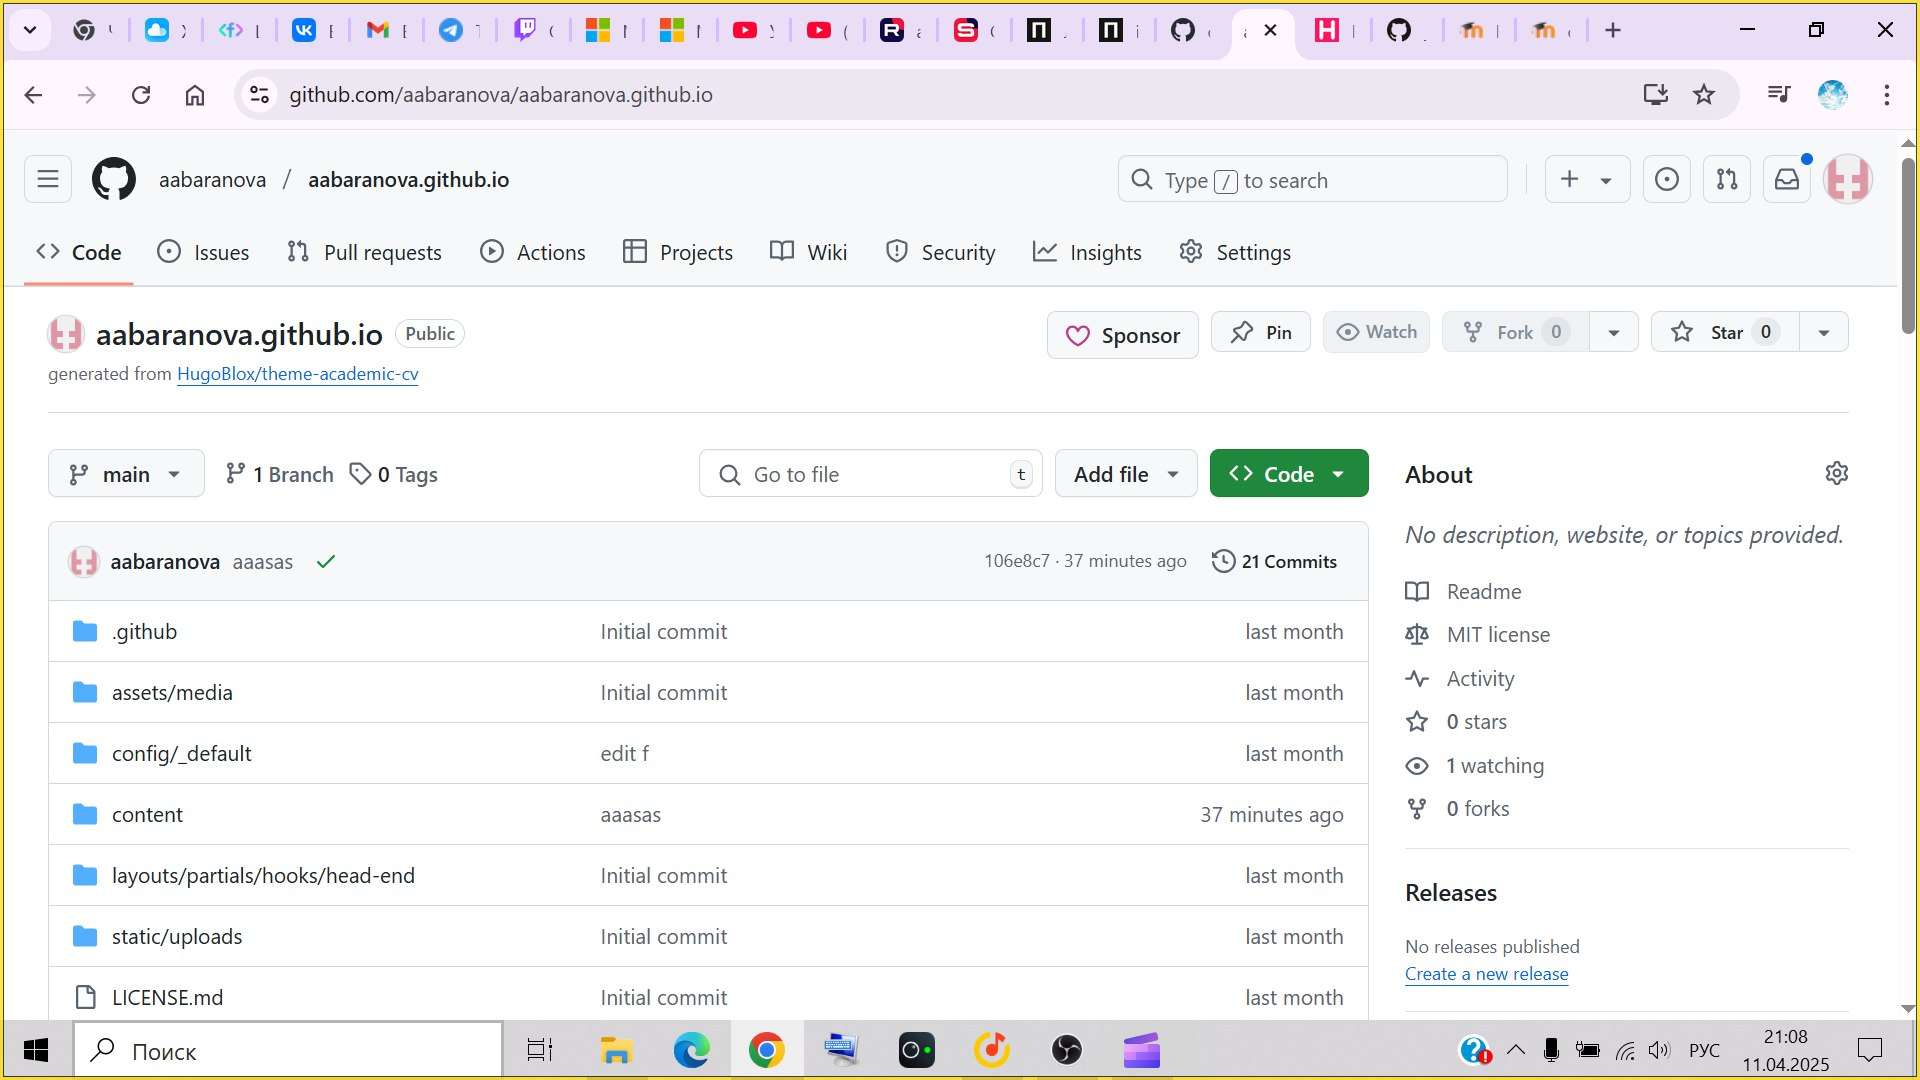 github.com/aabaranova/aabaranova.github.io
aabaranova / aabaranova.github.io
Type / to search
Code
Issues
Pull requests
Actions
Projects
Wiki
Security
Insights
Settings
aabaranova.github.io Public
Sponsor
Pin
Watch
Fork 0
Star 0
generated from HugoBlox/theme-academic-cv
main
1 Branch
0 Tags
Go to file t
Add file
Code
About
No description, website, or topics provided.
aabaranova aaasas
106e8c7 · 37 minutes ago
21 Commits
.github Initial commit last month
assets/media Initial commit last month
config/_default edit f last month
content aaasas 37 minutes ago
layouts/partials/hooks/head-end Initial commit last month
static/uploads Initial commit last month
LICENSE.md Initial commit last month
Readme
MIT license
Activity
0 stars
1 watching
0 forks
Releases
No releases published
Create a new release
Поиск
РУС
21:08
11.04.2025